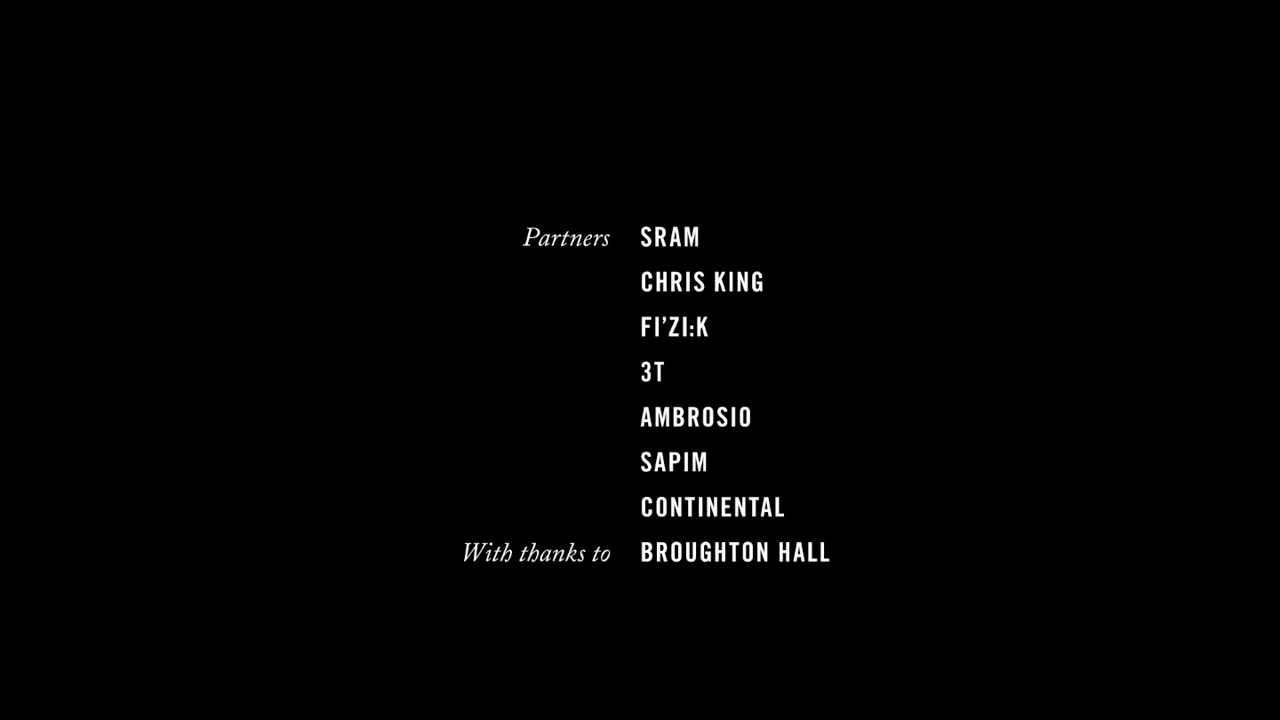 Partners SRAM
CHRIS KING
FI’ZI:K
3T
AMBROSIO
SAPIM
CONTINENTAL
With thanks to BROUGHTON HALL